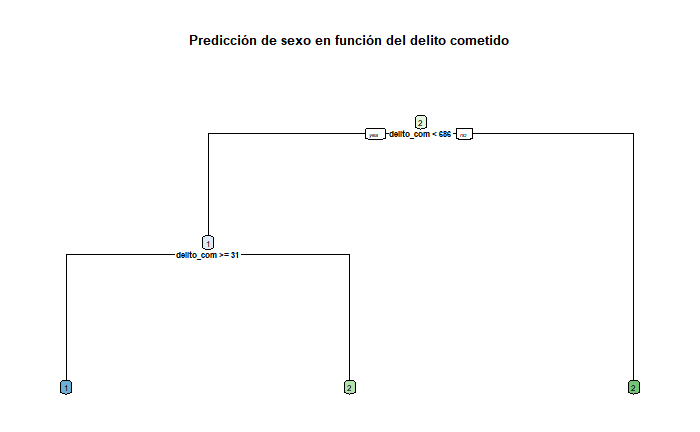 Predicción de sexo en función del delito cometido
2
yes delito_com < 686 no
1
delito_com >= 31
1 2 2